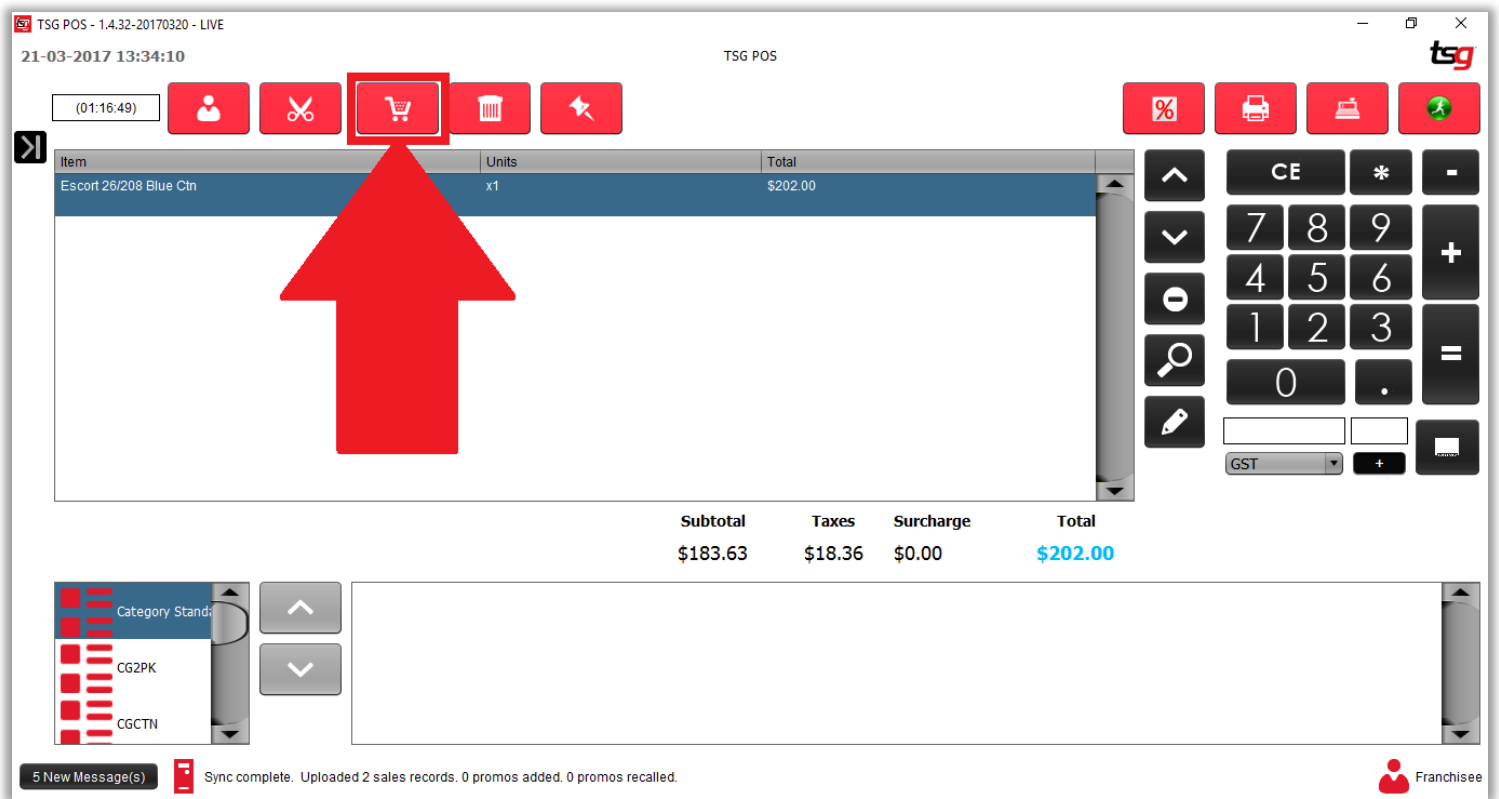 TSG POS - 1.4.32-20170320 - LIVE
21-03-2017 13:34:10
TSG POS
tsg
(01:16:49)
%
Item Units Total
Escort 26/208 Blue Ctn x1 $202.00
CE * -
7 8 9 +
4 5 6
1 2 3 =
0 .
GST +
Subtotal Taxes Surcharge Total
$183.63 $18.36 $0.00 $202.00
Category Standa
CG2PK
CGCTN
5 New Message(s) Sync complete. Uploaded 2 sales records. 0 promos added. 0 promos recalled. Franchisee